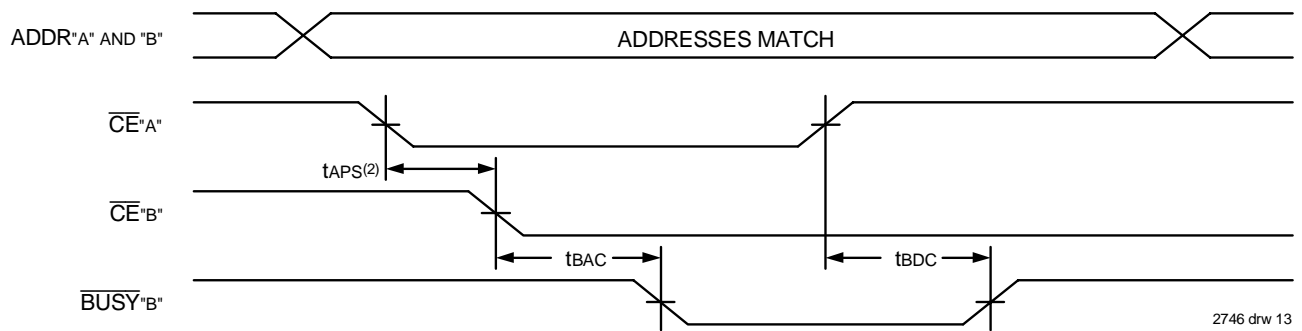 ADDR"A" AND "B"
ADDRESSES MATCH
CE"A"
tAPS(2)
CE"B"
tBAC
tBDC
BUSY"B"
2746 drw 13